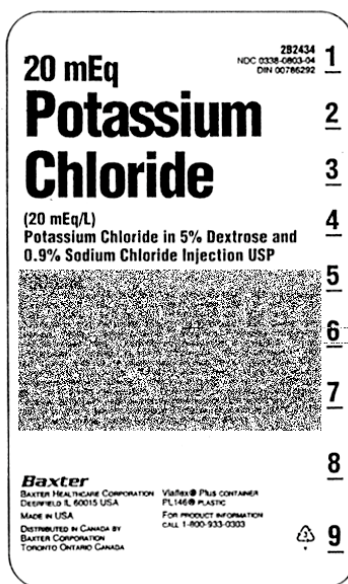 2B2434
NDC 0338-0803-04
DIN 00786292
20 mEq
Potassium
Chloride
(20 mEq/L)
Potassium Chloride in 5% Dextrose and
0.9% Sodium Chloride Injection USP
1
2
3
4
5
6
7
8
9
Baxter
BAXTER HEALTHCARE CORPORATION
DEERFIELD IL 60015 USA
MADE IN USA
DISTRIBUTED IN CANADA BY
BAXTER CORPORATION
TORONTO ONTARIO CANADA
Viaflex® Plus CONTAINER
PL146® PLASTIC
FOR PRODUCT INFORMATION
CALL 1-800-933-0303